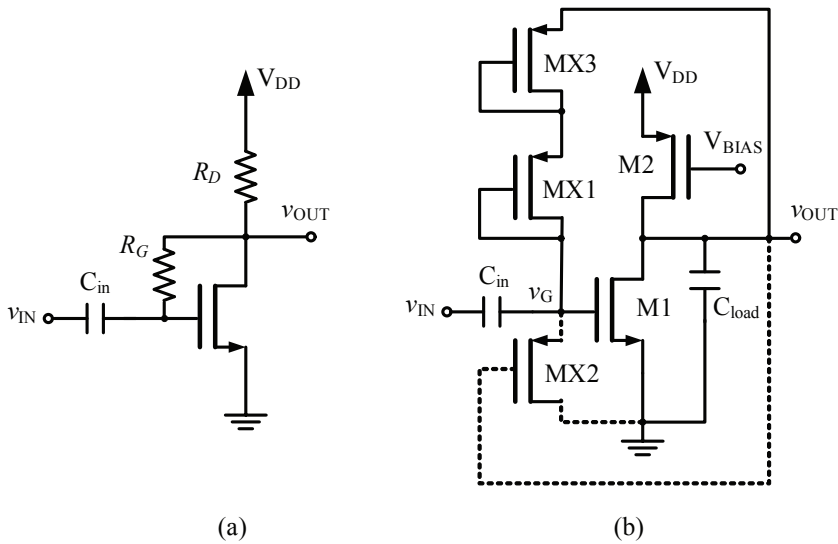 V_DD
R_D
v_OUT
R_G
C_in
v_IN
(a)
MX3
V_DD
V_BIAS
M2
MX1
v_OUT
C_in
v_G
v_IN
M1
C_load
MX2
(b)